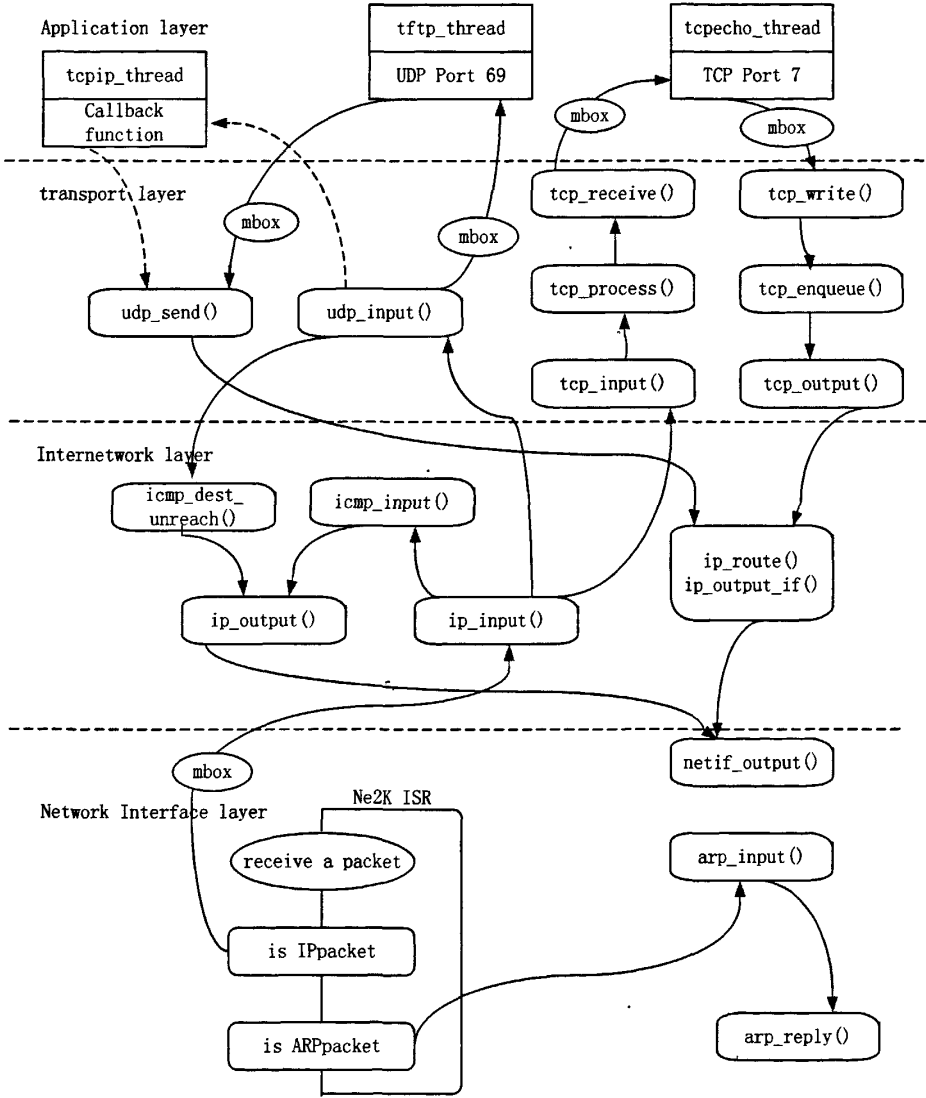 Application layer
tftp_thread
tcpecho_thread
tcpip_thread
UDP Port 69
TCP Port 7
Callback
function
mbox
mbox
transport layer
tcp_receive()
tcp_write()
mbox
mbox
tcp_process()
tcp_enqueue()
udp_send()
udp_input()
tcp_input()
tcp_output()
Internetwork layer
icmp_dest_
unreach()
icmp_input()
ip_route()
ip_output_if()
ip_output()
ip_input()
netif_output()
mbox
Network Interface layer
Ne2K ISR
receive a packet
arp_input()
is IPpacket
is ARPpacket
arp_reply()